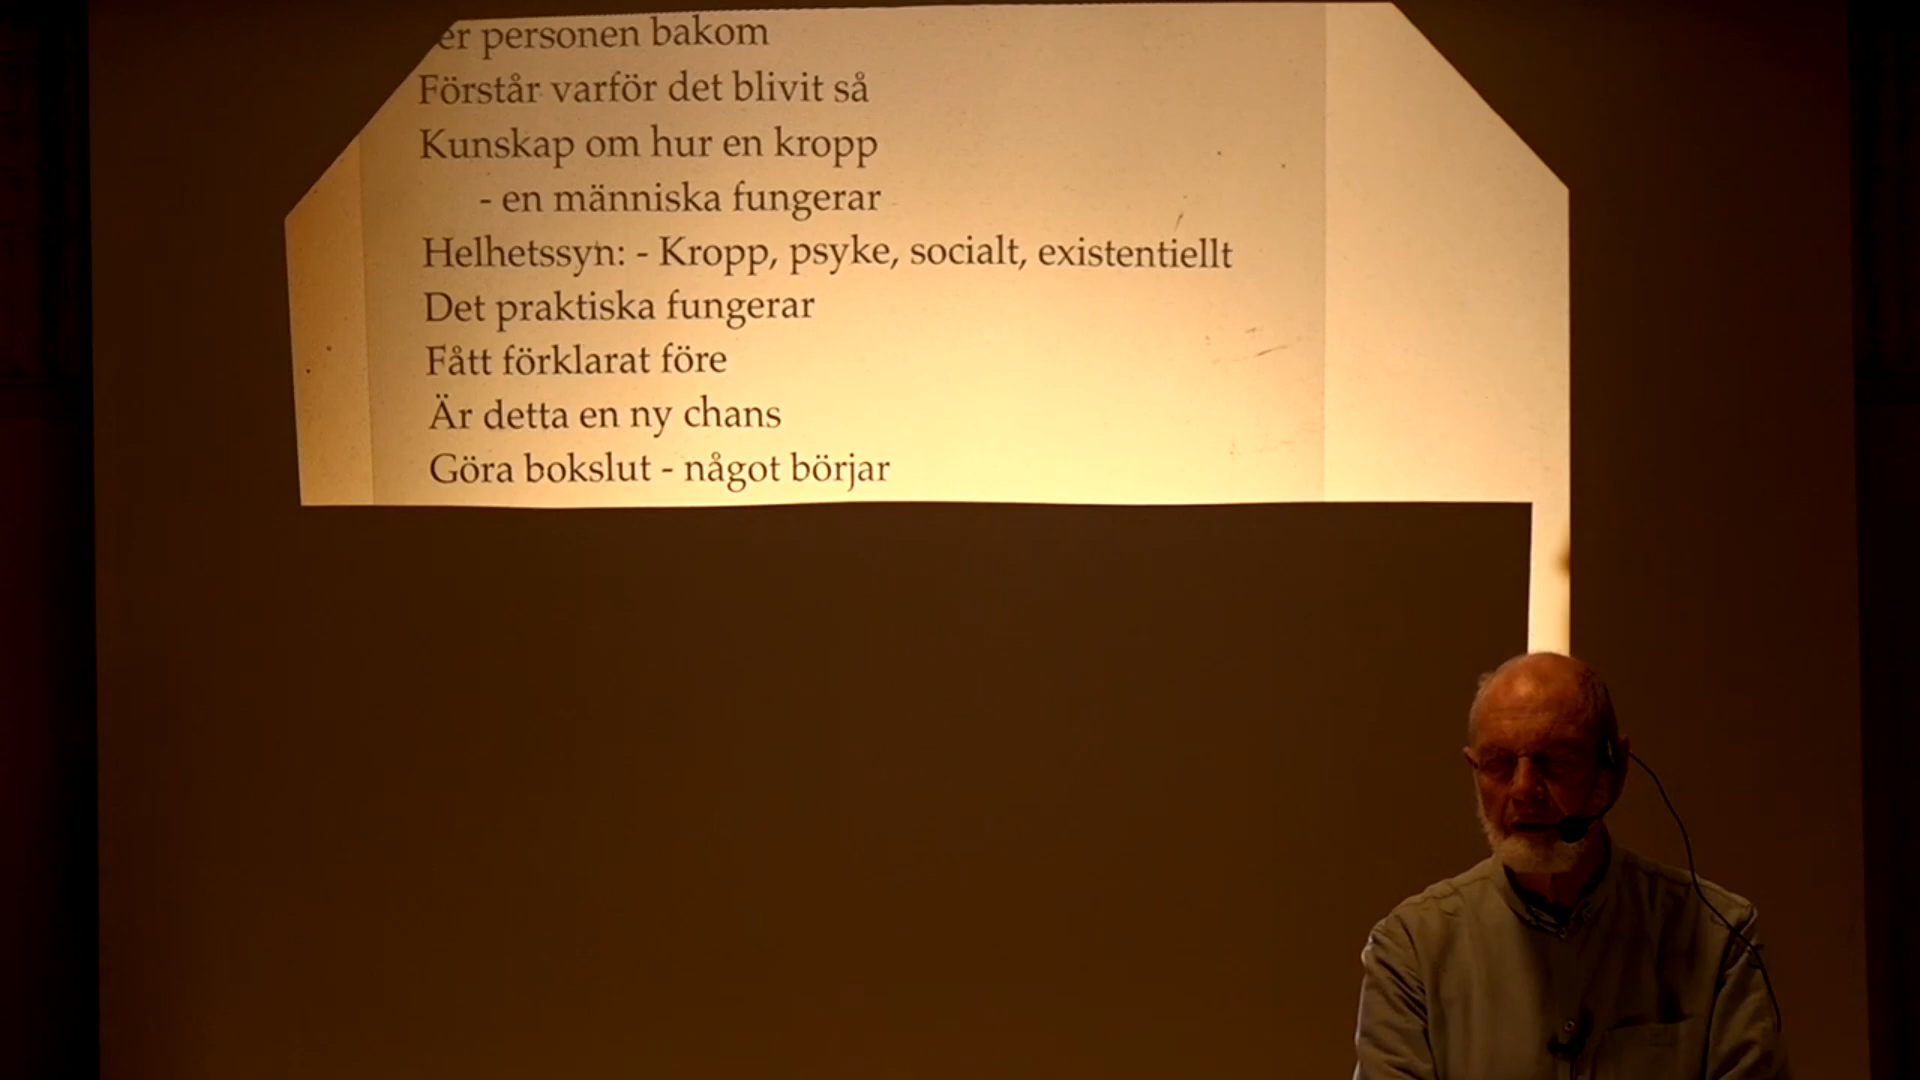 er personen bakom
Förstår varför det blivit så
Kunskap om hur en kropp
- en människa fungerar
Helhetssyn: - Kropp, psyke, socialt, existentiellt
Det praktiska fungerar
Fått förklarat före
Är detta en ny chans
Göra bokslut - något börjar